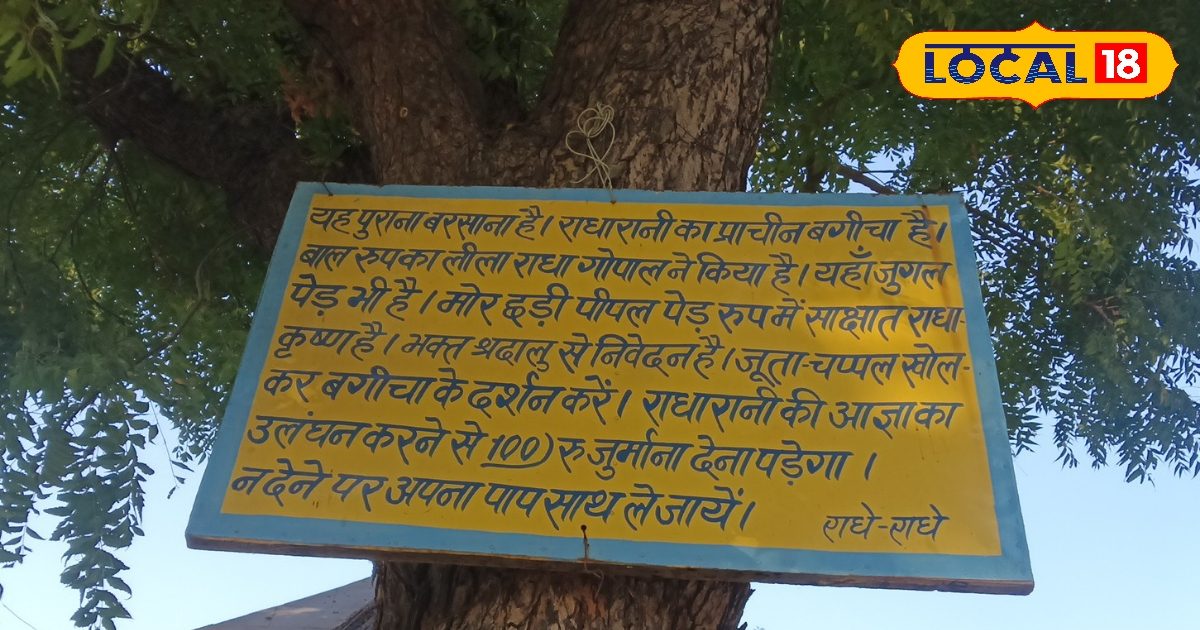 LOCAL 18
यह पुराना बरसाना है। राधारानी का प्राचीन बगीचा है।
बाल रुप का लीला राधा गोपाल ने किया है। यहाँ जुगल
पेड़ भी है। मोर छड़ी पीपल पेड़ रुप में साक्षात राधा-
कृष्ण है। भक्त श्रदालु से निवेदन है। जूता-चप्पल खोल-
कर बगीचा के दर्शन करें। राधारानी की आज्ञा का
उलंघन करने से 100) रु जुर्माना देना पड़ेगा।
न देने पर अपना पाप साथ ले जायें।
राधे-राधे